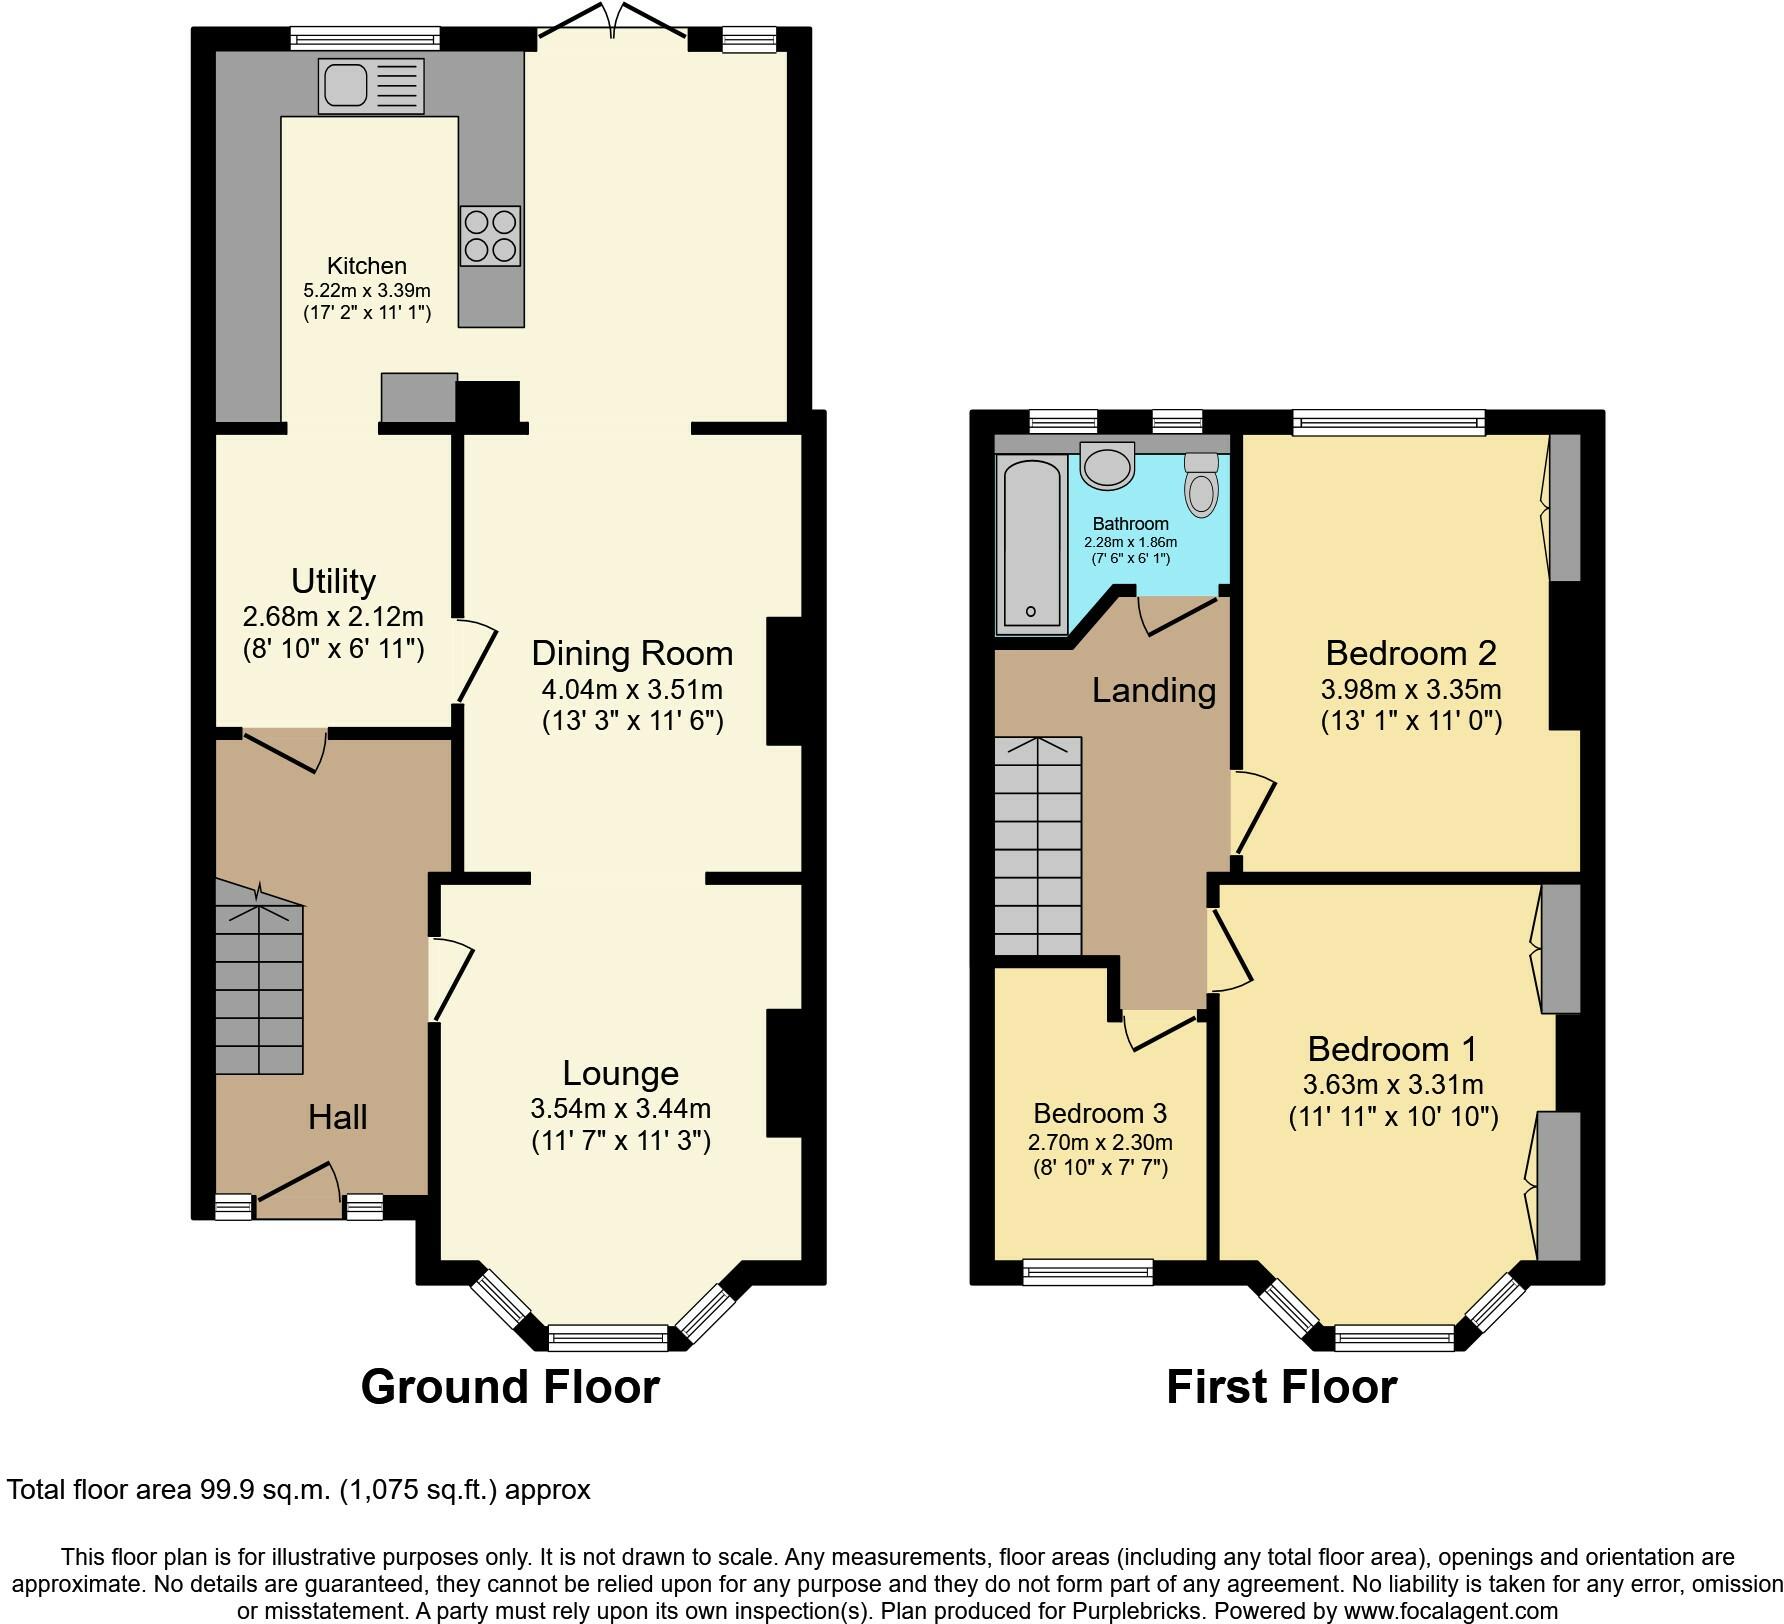 Kitchen
5.22m x 3.39m
(17' 2" x 11' 1")
Utility
2.68m x 2.12m
(8' 10" x 6' 11")
Dining Room
4.04m x 3.51m
(13' 3" x 11' 6")
Lounge
3.54m x 3.44m
(11' 7" x 11' 3")
Hall
Ground Floor
Bathroom
2.28m x 1.86m
(7' 6" x 6' 1")
Landing
Bedroom 2
3.98m x 3.35m
(13' 1" x 11' 0")
Bedroom 1
3.63m x 3.31m
(11' 11" x 10' 10")
Bedroom 3
2.70m x 2.30m
(8' 10" x 7' 7")
First Floor
Total floor area 99.9 sq.m. (1,075 sq.ft.) approx
This floor plan is for illustrative purposes only. It is not drawn to scale. Any measurements, floor areas (including any total floor area), openings and orientation are
approximate. No details are guaranteed, they cannot be relied upon for any purpose and they do not form part of any agreement. No liability is taken for any error, omission
or misstatement. A party must rely upon its own inspection(s). Plan produced for Purplebricks. Powered by www.focalagent.com